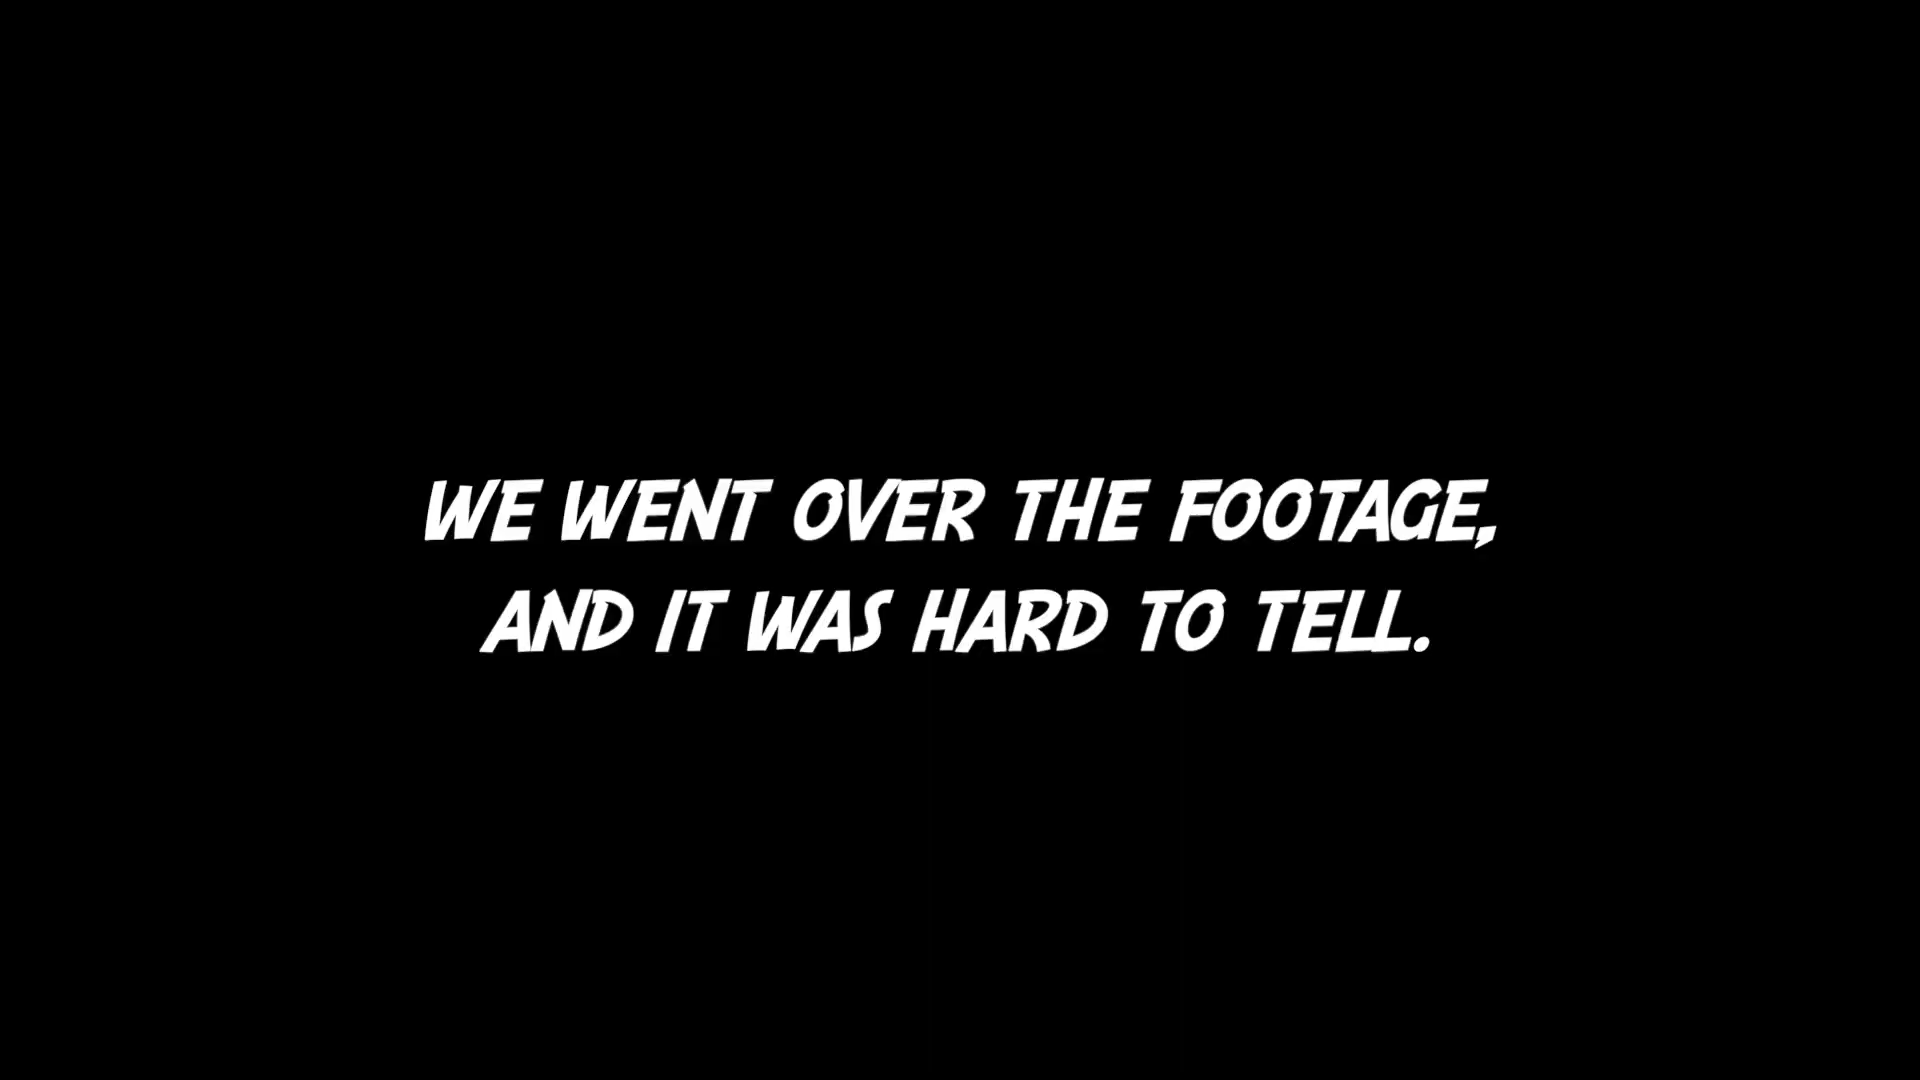 WE WENT OVER THE FOOTAGE,
AND IT WAS HARD TO TELL.